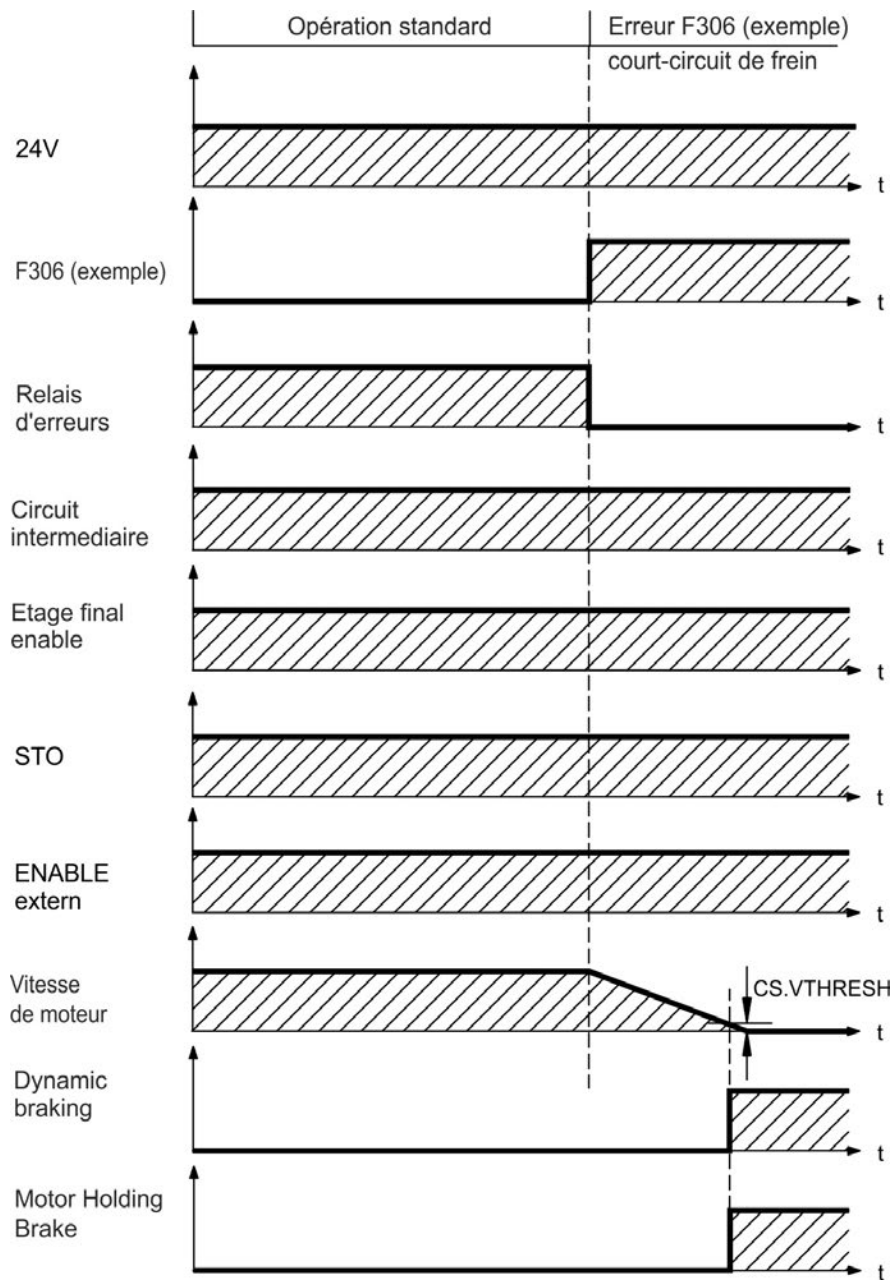 Opération standard
Erreur F306 (exemple)
court-circuit de frein
24V
t
F306 (exemple)
t
Relais
d'erreurs
t
Circuit
intermediaire
t
Etage final
enable
t
STO
t
ENABLE
extern
t
Vitesse
de moteur
CS.VTHRESH
t
Dynamic
braking
t
Motor Holding
Brake
t